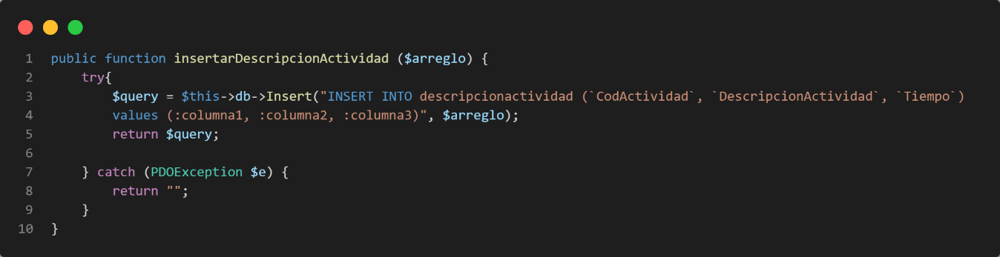 1 public function insertarDescripcionActividad ($arreglo) {
2     try{
3         $query = $this->db->Insert("INSERT INTO descripcionactividad (`CodActividad`, `DescripcionActividad`, `Tiempo`)
4         values (:columna1, :columna2, :columna3)", $arreglo);
5         return $query;
6
7     } catch (PDOException $e) {
8         return "";
9     }
10 }